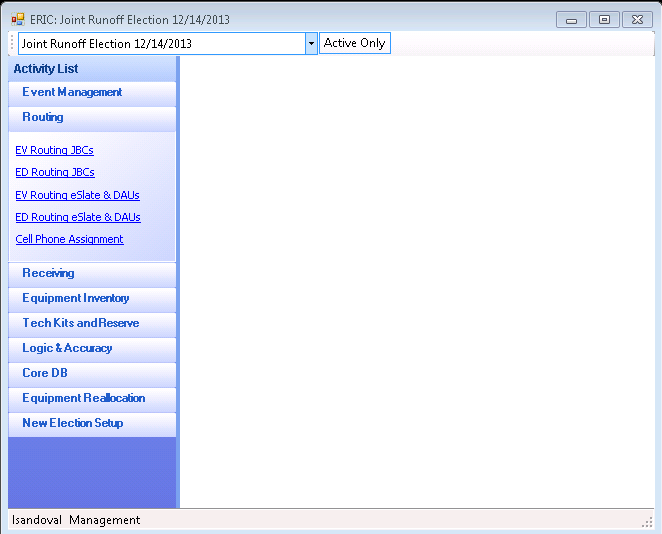 ERIC: Joint Runoff Election 12/14/2013
Joint Runoff Election 12/14/2013 Active Only
Activity List
Event Management
Routing
EV Routing JBCs
ED Routing JBCs
EV Routing eSlate & DAUs
ED Routing eSlate & DAUs
Cell Phone Assignment
Receiving
Equipment Inventory
Tech Kits and Reserve
Logic & Accuracy
Core DB
Equipment Reallocation
New Election Setup
lsandoval Management